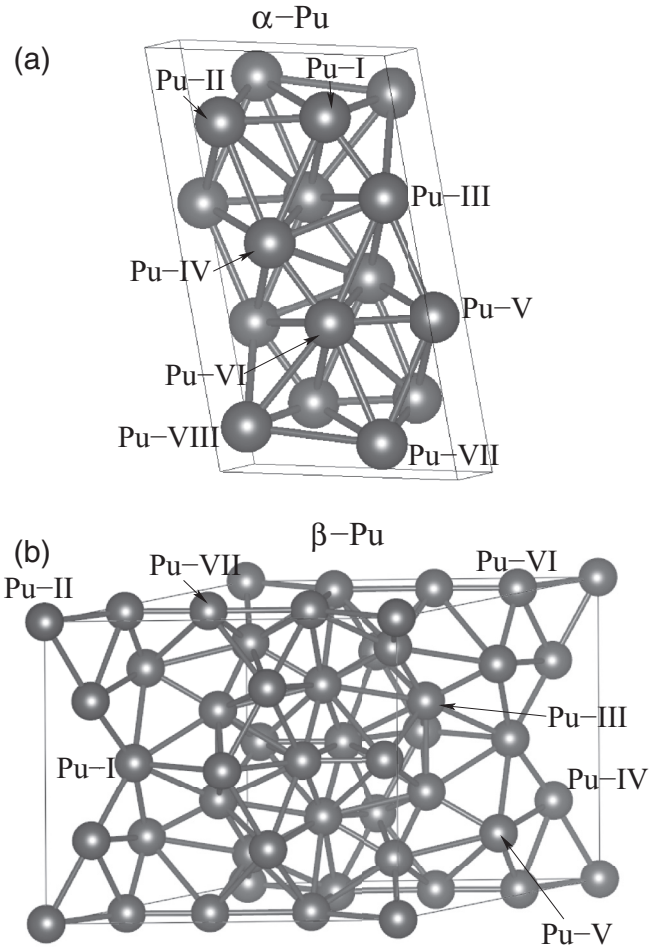 α−Pu
(a)
Pu−I
Pu−II
Pu−III
Pu−IV
Pu−V
Pu−VI
Pu−VIII
Pu−VII
β−Pu
(b)
Pu−VII
Pu−VI
Pu−II
Pu−III
Pu−I
Pu−IV
Pu−V